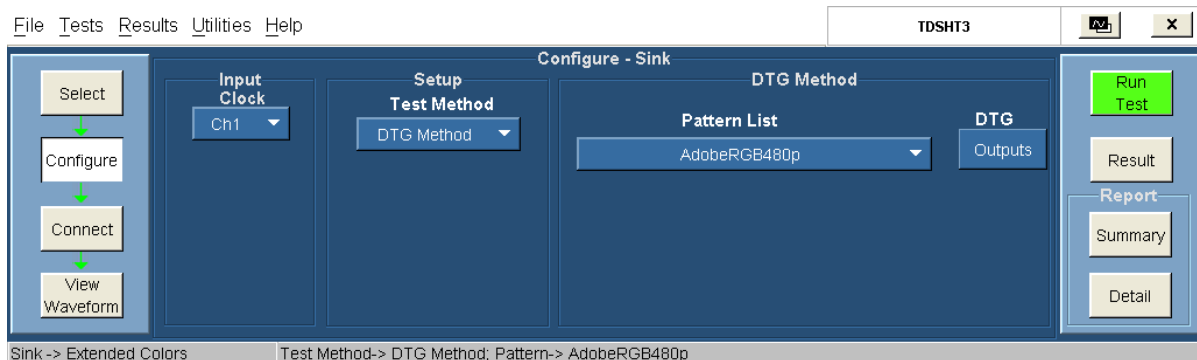 File Tests Results Utilities Help
TDSHT3
x
Configure - Sink
Select
Configure
Connect
View
Waveform
Input
Clock
Ch1
Setup
Test Method
DTG Method
DTG Method
Pattern List
AdobeRGB480p
DTG
Outputs
Run
Test
Result
Report
Summary
Detail
Sink -> Extended Colors
Test Method-> DTG Method; Pattern-> AdobeRGB480p